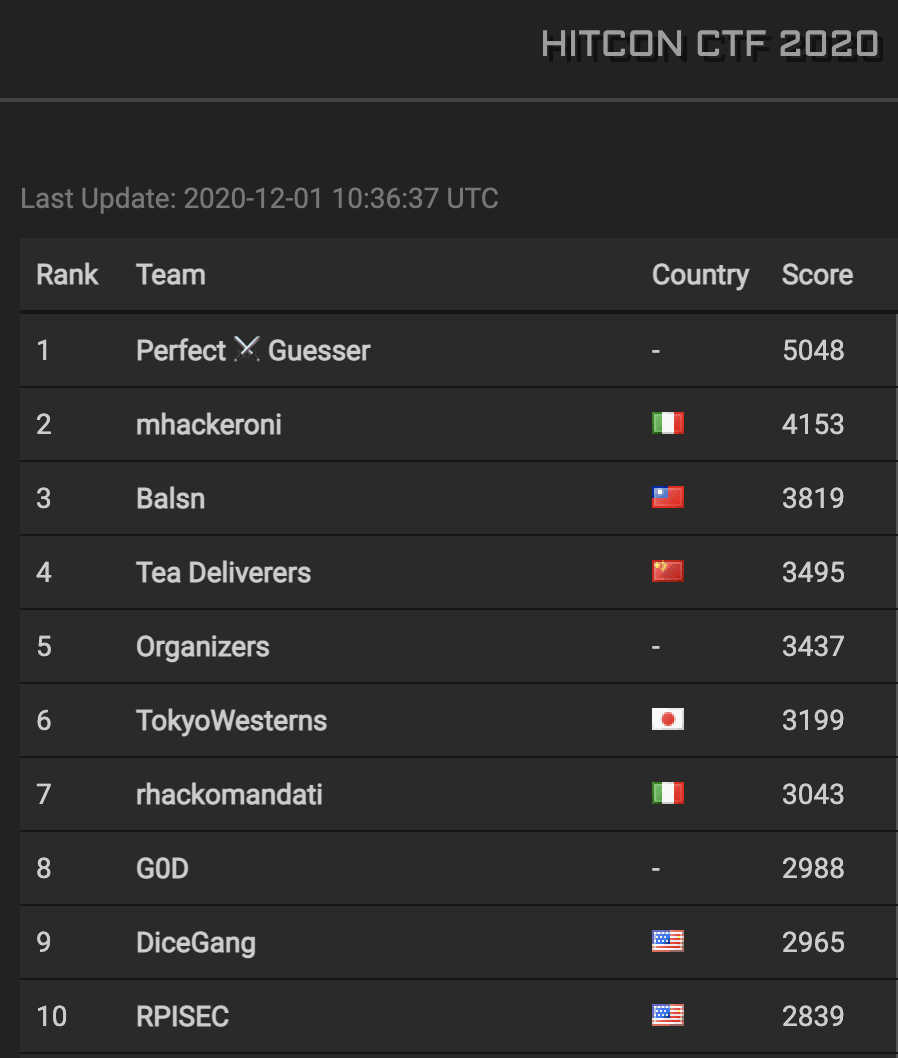 HITCON CTF 2020
Last Update: 2020-12-01 10:36:37 UTC
Rank Team Country Score
1 Perfect ⚔ Guesser - 5048
2 mhackeroni 4153
3 Balsn 3819
4 Tea Deliverers 3495
5 Organizers - 3437
6 TokyoWesterns 3199
7 rhackomandati 3043
8 G0D - 2988
9 DiceGang 2965
10 RPISEC 2839